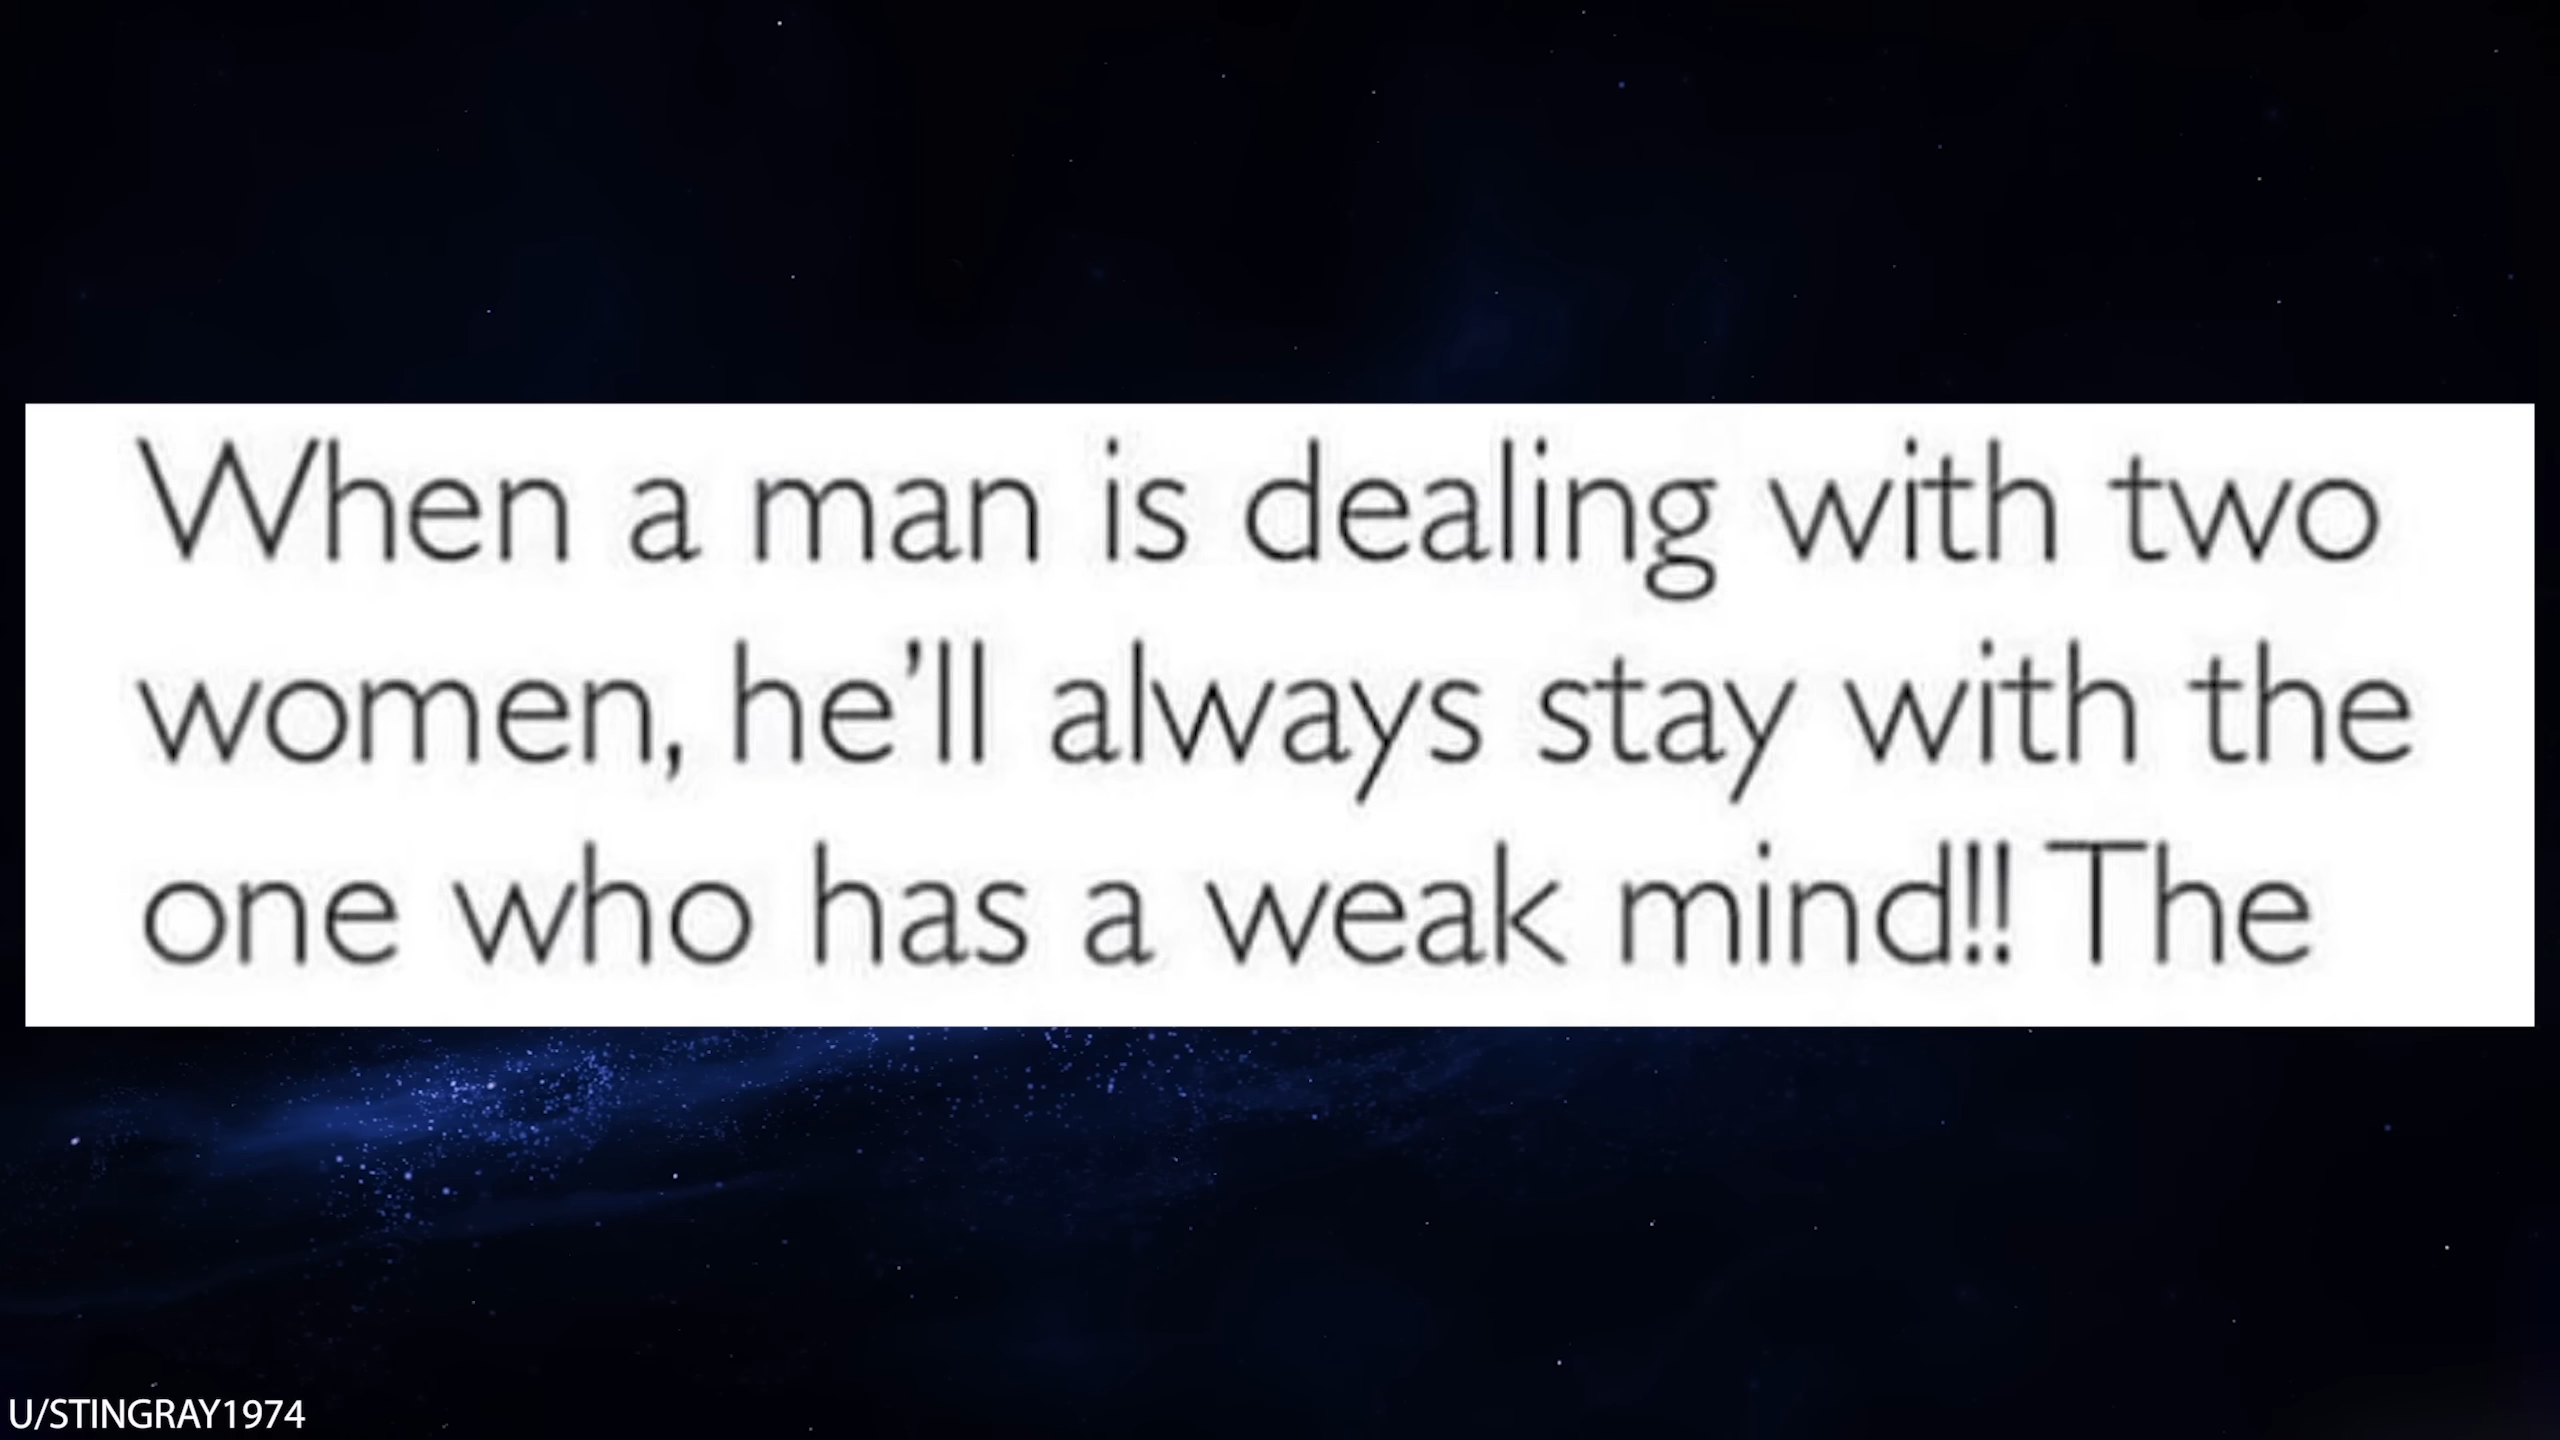 When a man is dealing with two
women, he’ll always stay with the
one who has a weak mind!! The
U/STINGRAY1974